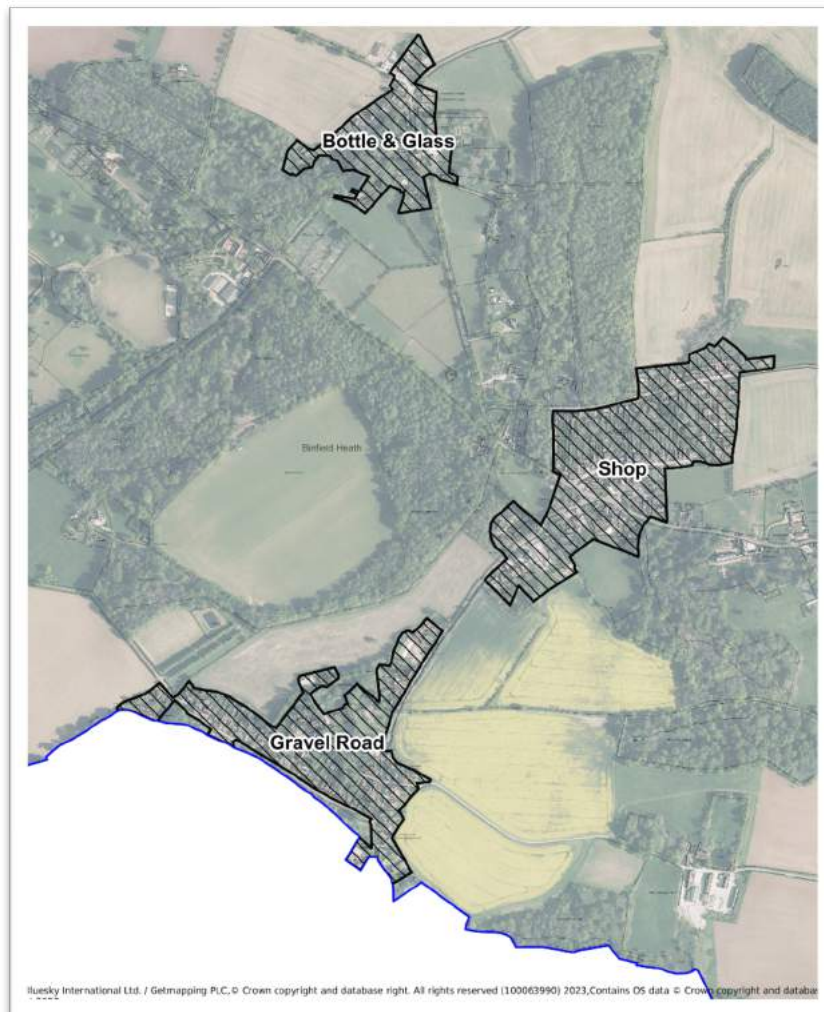 Bottle & Glass
Binfield Heath
Shop
Gravel Road
lluesky International Ltd. / Getmapping PLC,© Crown copyright and database right. All rights reserved (100063990) 2023,Contains OS data © Crown copyright and databas